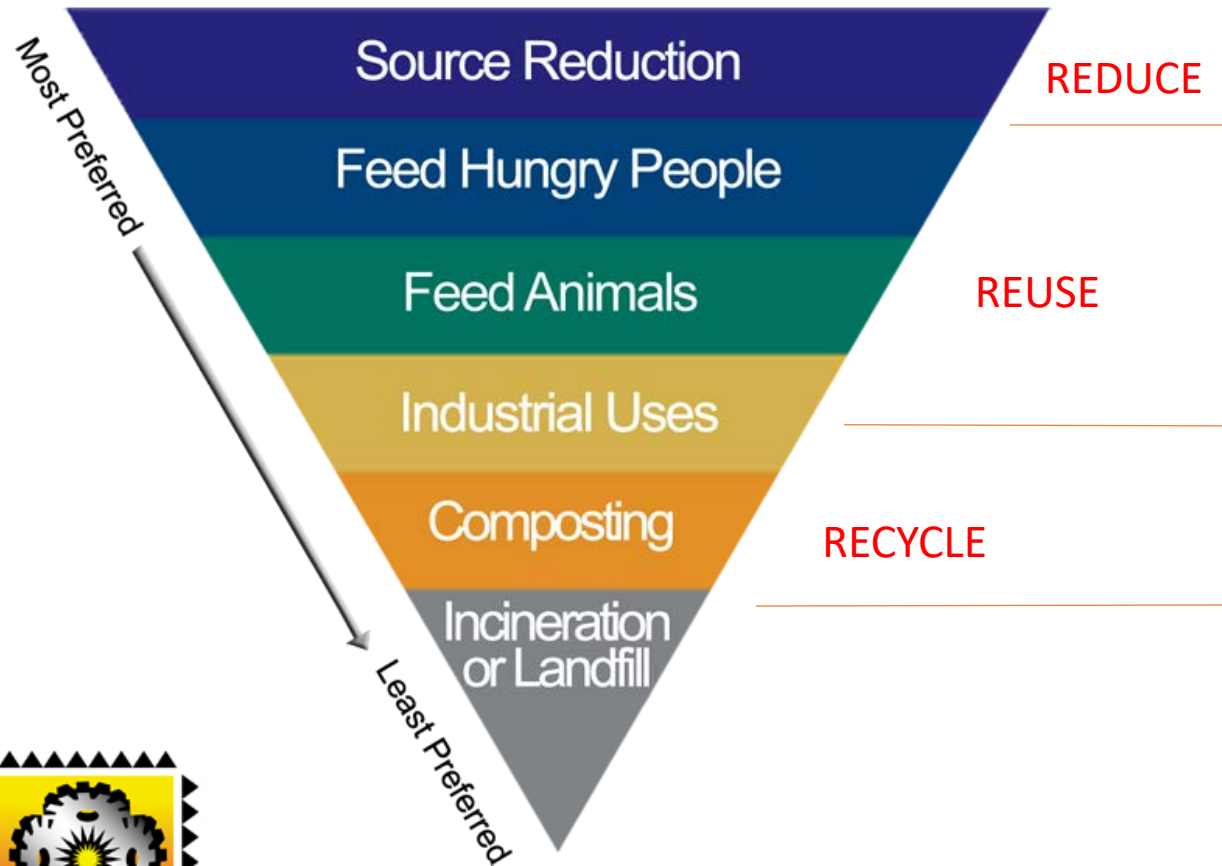 Most Preferred
Source Reduction
REDUCE
Feed Hungry People
Feed Animals
REUSE
Industrial Uses
Composting
RECYCLE
Incineration
or Landfill
Least Preferred